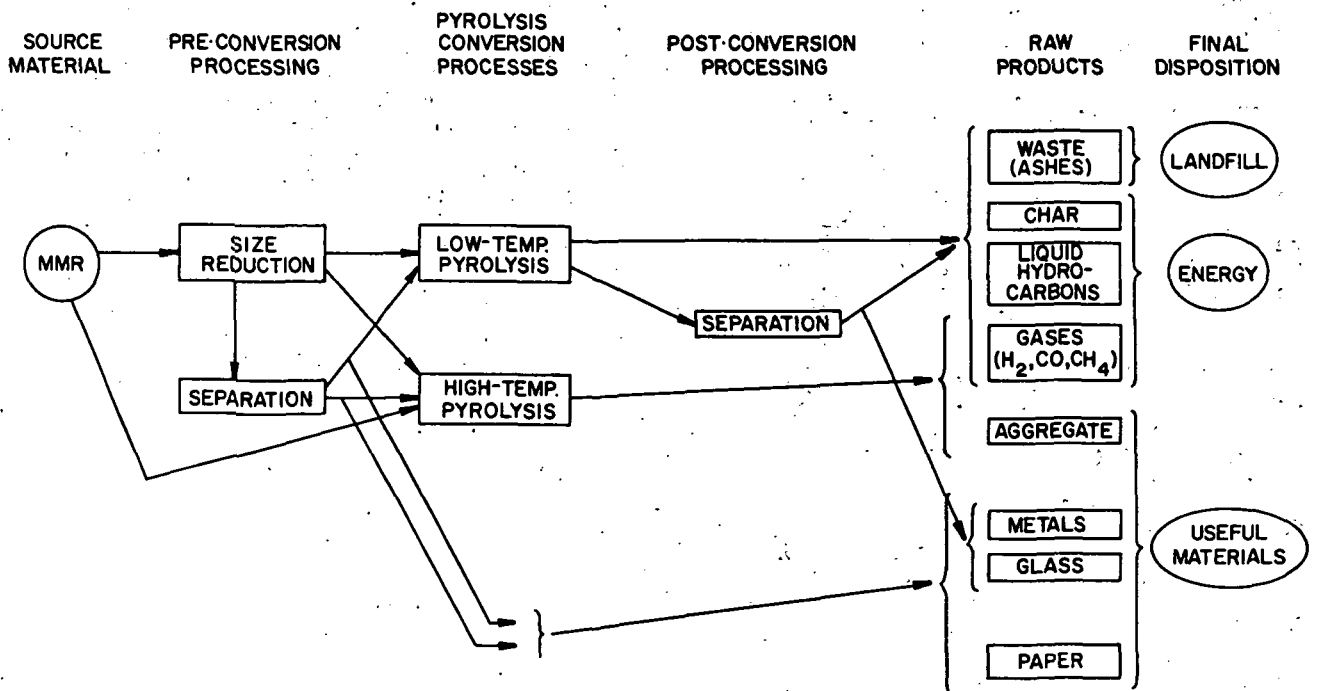 SOURCE
MATERIAL
PRE-CONVERSION
PROCESSING
PYROLYSIS
CONVERSION
PROCESSES
POST-CONVERSION
PROCESSING
RAW
PRODUCTS
FINAL
DISPOSITION
MMR
SIZE
REDUCTION
SEPARATION
LOW-TEMP.
PYROLYSIS
HIGH-TEMP.
PYROLYSIS
SEPARATION
WASTE
(ASHES)
CHAR
LIQUID
HYDRO-
CARBONS
GASES
(H2,CO,CH4)
AGGREGATE
METALS
GLASS
PAPER
LANDFILL
ENERGY
USEFUL
MATERIALS